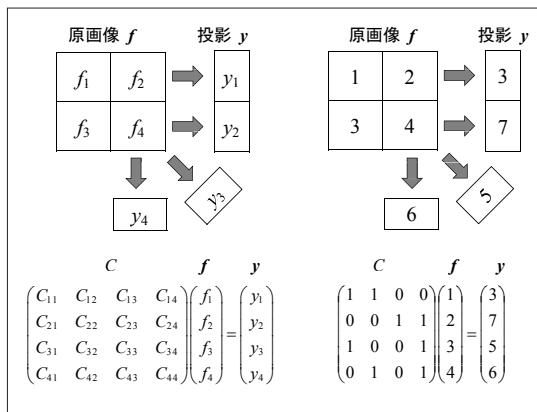 原画像 f 投影 y 原画像 f 投影 y
f₁ f₂ y₁ 1 2 3
f₃ f₄ y₂ 3 4 7
y₄ y₃ 6 5
C f y C f y
C₁₁ C₁₂ C₁₃ C₁₄ f₁ y₁ 1 1 0 0 1 3
C₂₁ C₂₂ C₂₃ C₂₄ f₂ = y₂ 0 0 1 1 2 = 7
C₃₁ C₃₂ C₃₃ C₃₄ f₃ y₃ 1 0 0 1 3 5
C₄₁ C₄₂ C₄₃ C₄₄ f₄ y₄ 0 1 0 1 4 6